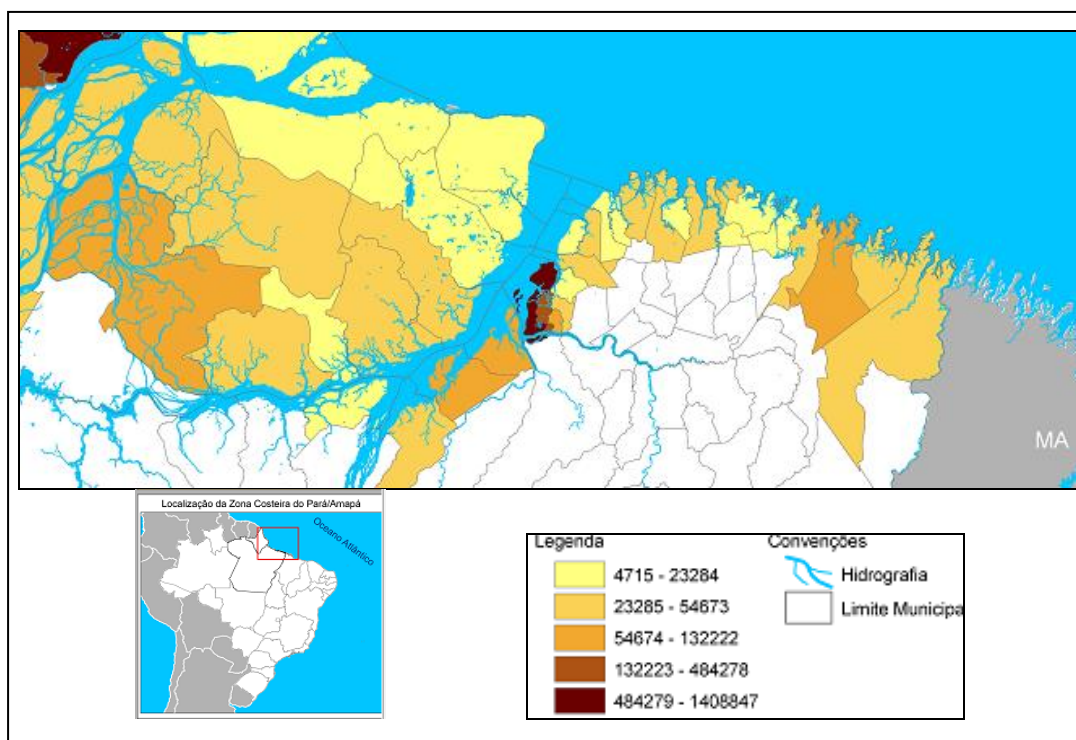 MA
Localização da Zona Costeira do Pará/Amapá
Oceano Atlântico
Legenda
4715 - 23284
23285 - 54673
54674 - 132222
132223 - 484278
484279 - 1408847
Convenções
Hidrografia
Limite Municipa